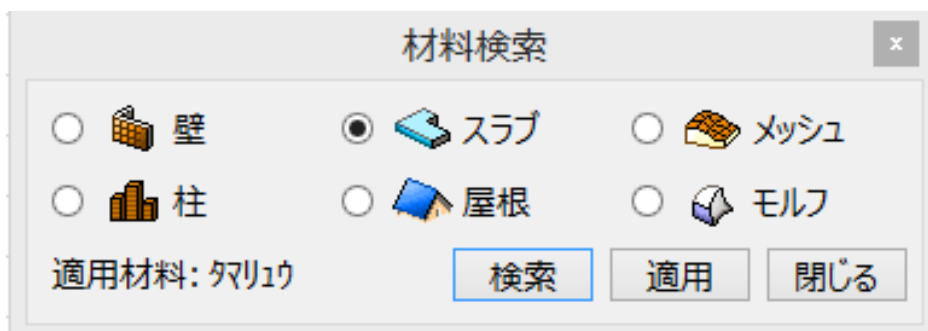 材料検索
壁 スラブ メッシュ
柱 屋根 モルフ
適用材料: ﾀﾏﾘｭｳ 検索 適用 閉じる